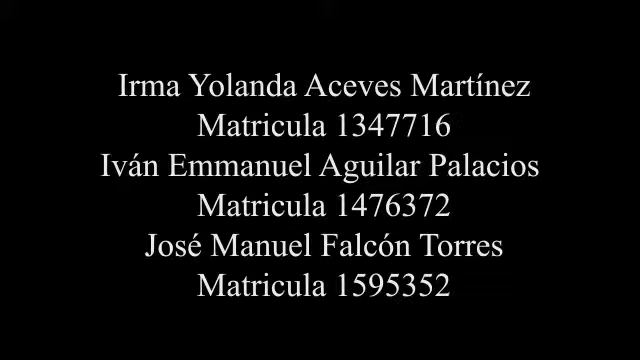 Irma Yolanda Aceves Martínez
Matricula 1347716
Iván Emmanuel Aguilar Palacios
Matricula 1476372
José Manuel Falcón Torres
Matricula 1595352